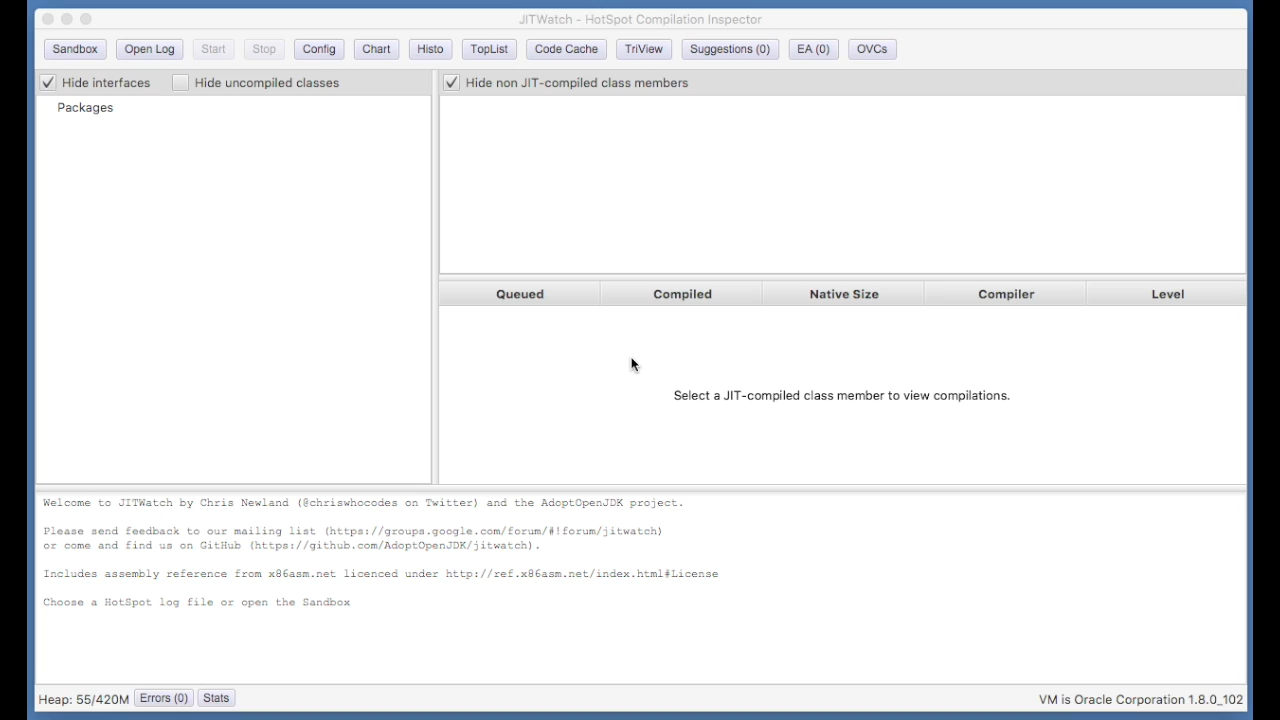 JITWatch - HotSpot Compilation Inspector
Sandbox Open Log Start Stop Config Chart Histo TopList Code Cache TriView Suggestions (0) EA (0) OVCs
Hide interfaces Hide uncompiled classes Hide non JIT-compiled class members
Packages
Queued Compiled Native Size Compiler Level
Select a JIT-compiled class member to view compilations.
Welcome to JITWatch by Chris Newland (@chriswhocodes on Twitter) and the AdoptOpenJDK project.
Please send feedback to our mailing list (https://groups.google.com/forum/#!forum/jitwatch)
or come and find us on GitHub (https://github.com/AdoptOpenJDK/jitwatch).
Includes assembly reference from x86asm.net licenced under http://ref.x86asm.net/index.html#License
Choose a HotSpot log file or open the Sandbox
Heap: 55/420M Errors (0) Stats VM is Oracle Corporation 1.8.0_102